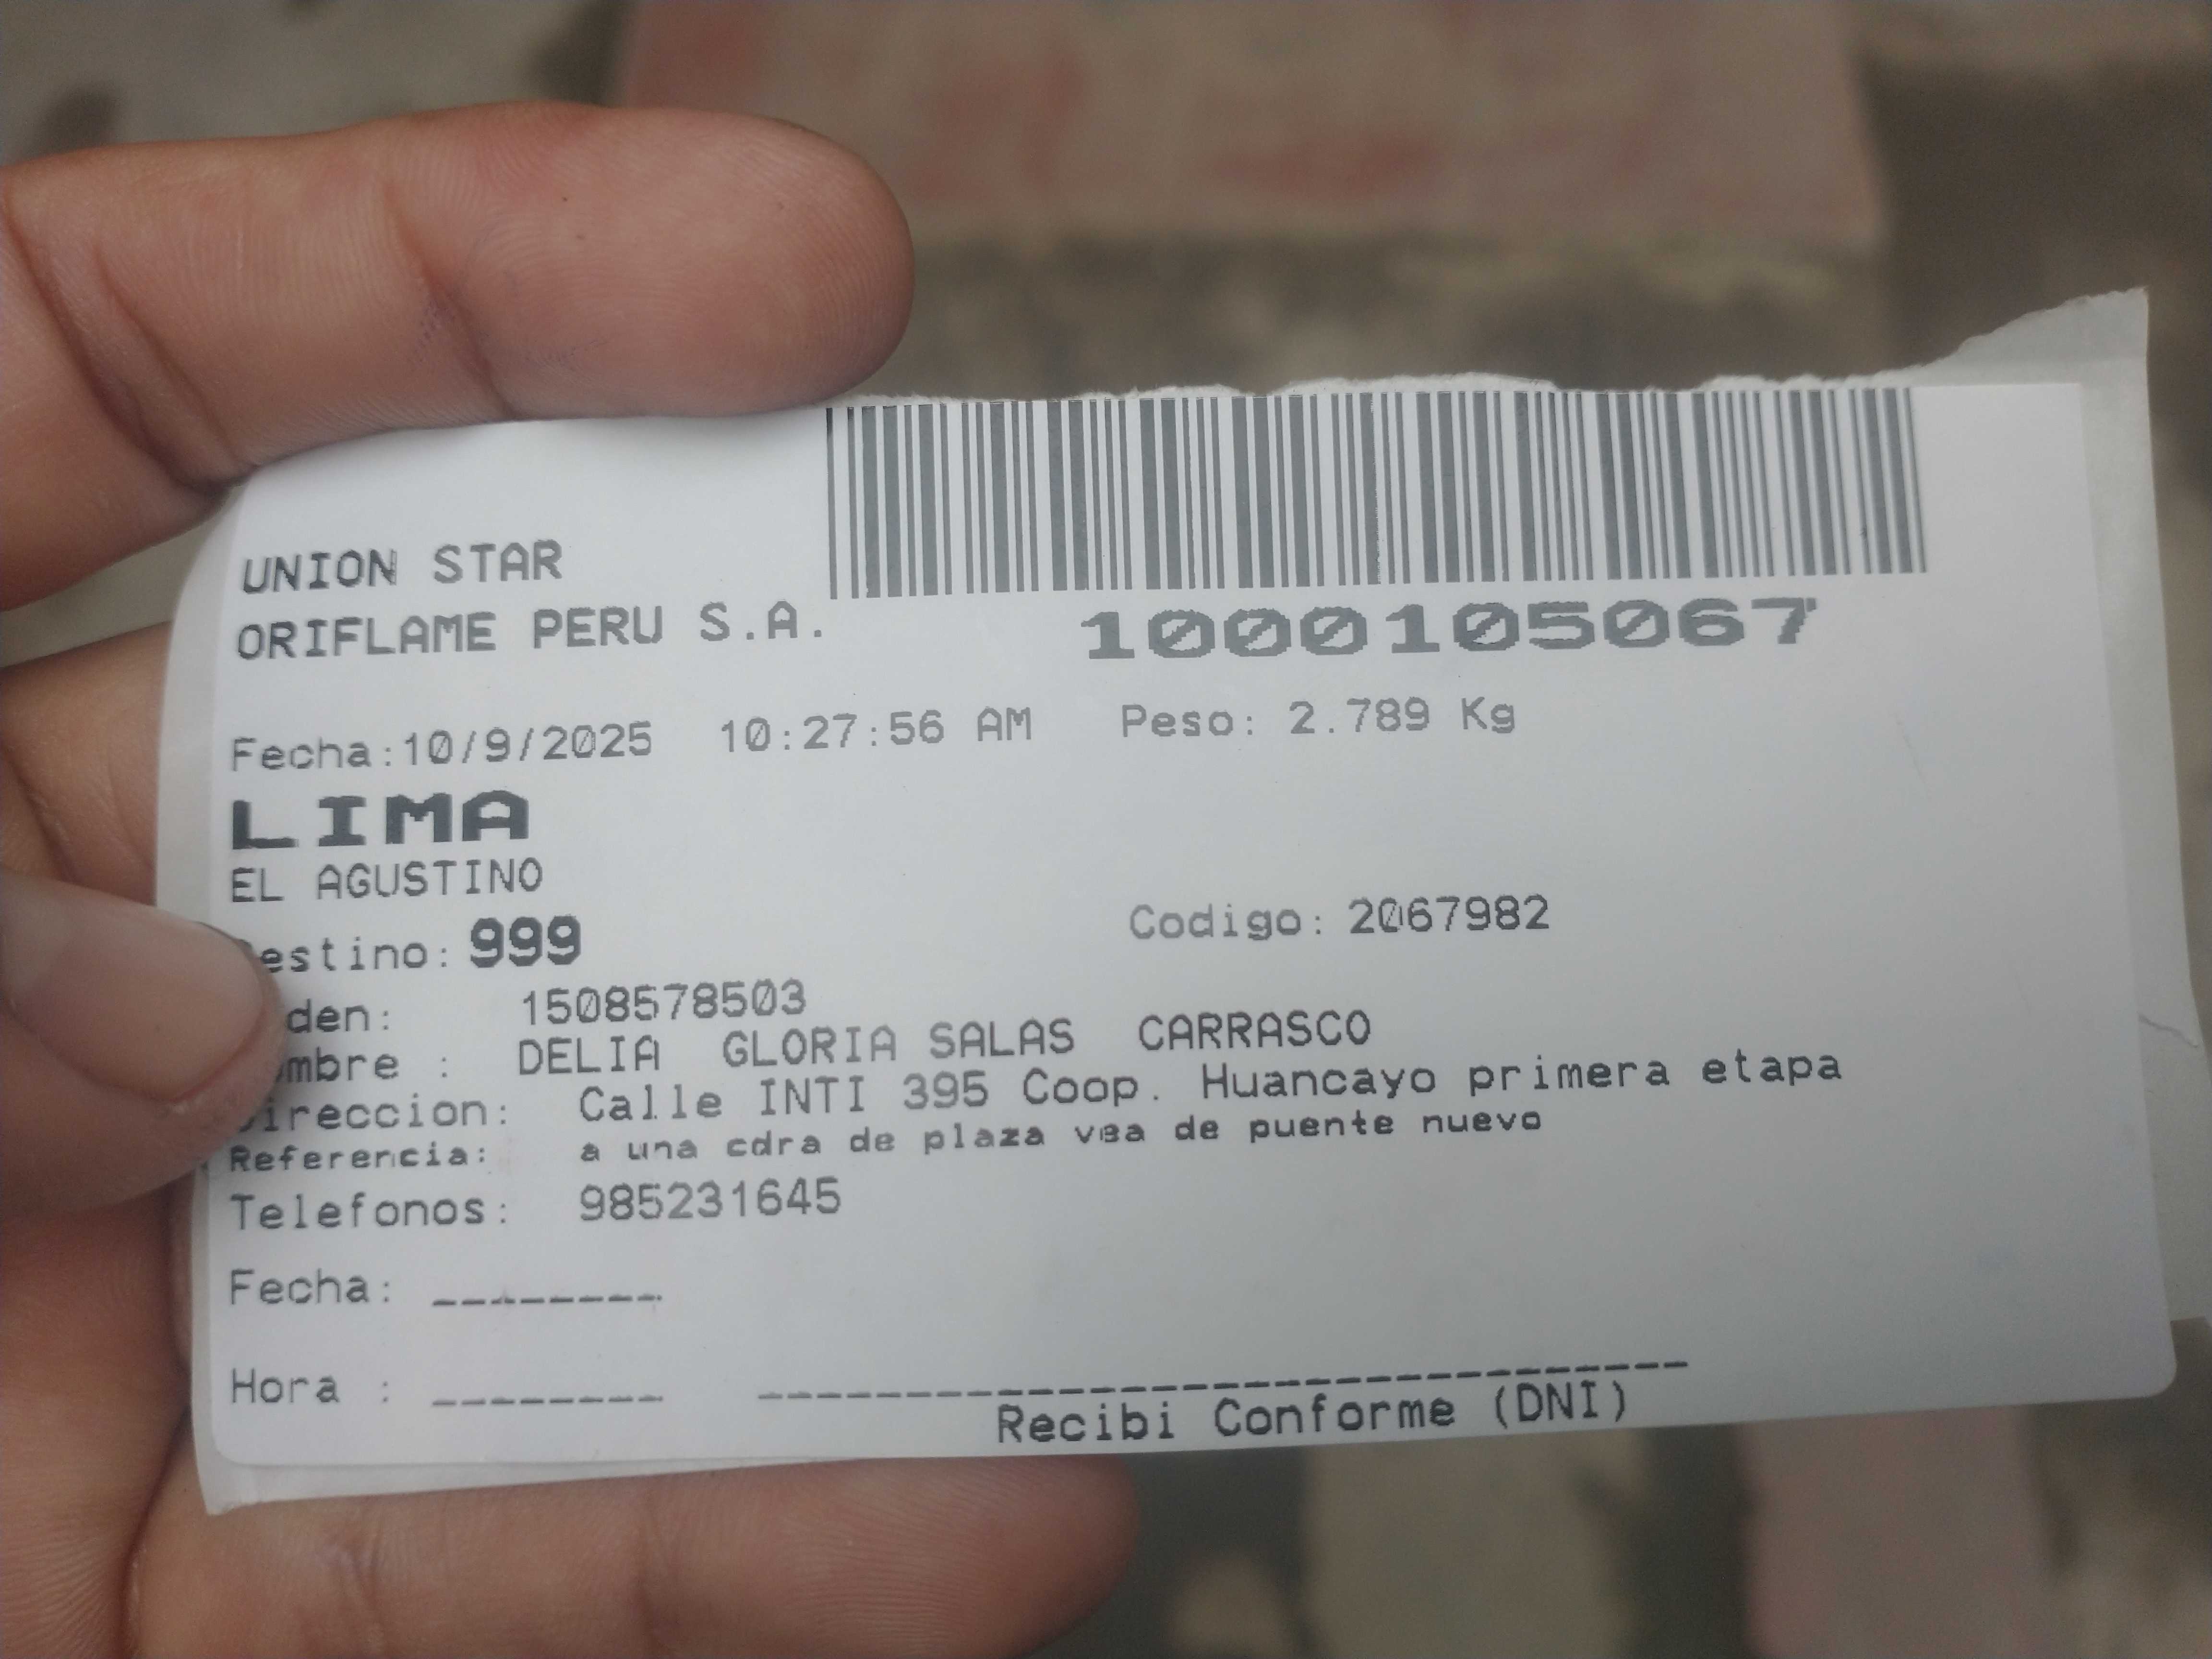 UNION STAR
ORIFLAME PERU S.A.
1000105067
Fecha:10/9/2025 10:27:56 AM Peso: 2.789 Kg
LIMA
EL AGUSTINO
estino: 999 Codigo: 2067982
den: 1508578503
mbre : DELIA GLORIA SALAS CARRASCO
ireccion: Calle INTI 395 Coop. Huancayo primera etapa
Referencia: a una cdra de plaza vea de puente nuevo
Telefonos: 985231645
Fecha: ________
Hora : ________
Recibi Conforme (DNI)